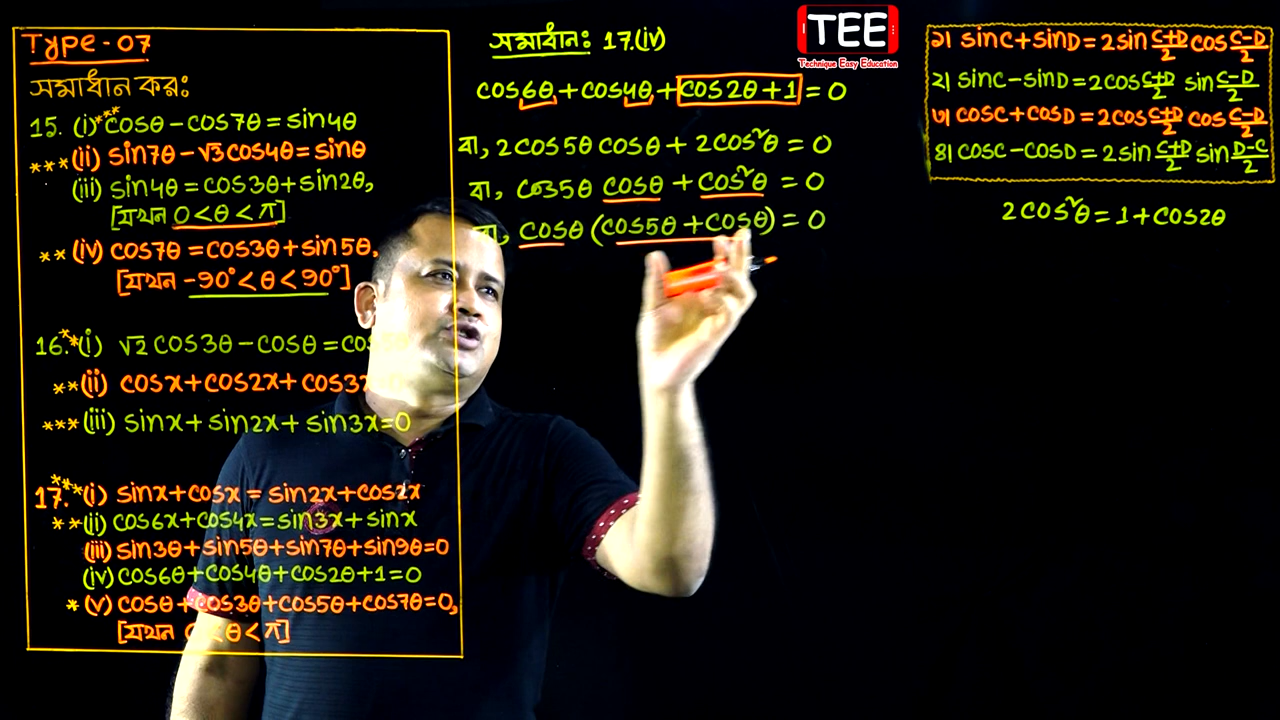 Type-07
সমাধান কর:
15. (i)*** cosθ - cos7θ = sin4θ
***(ii) sin7θ - √3cos4θ = sinθ
(iii) sin4θ = cos3θ + sin2θ,
[যখন 0<θ<π]
**(iv) cos7θ = cos3θ + sin5θ,
[যখন -90°<θ<90°]
16.**(i) √2 cos3θ - cosθ = cos
**(ii) cosx + cos2x + cos3x
***(iii) sinx + sin2x + sin3x = 0
17.***(i) sinx + cosx = sin2x + cos2x
**(ii) cos6x + cos4x = sin3x + sinx
(iii) sin3θ + sin5θ + sin7θ + sin9θ = 0
(iv) cos6θ + cos4θ + cos2θ + 1 = 0
*(v) cosθ + cos3θ + cos5θ + cos7θ = 0,
[যখন 0<θ<π]
সমাধান: 17.(iv)
cos6θ + cos4θ + cos2θ + 1 = 0
বা, 2cos5θ cosθ + 2cos²θ = 0
বা, cos5θ cosθ + cos²θ = 0
বা, cosθ (cos5θ + cosθ) = 0
TEE
Technique Easy Education
১। sinC + sinD = 2sin (C+D)/2 cos (C-D)/2
২। sinC - sinD = 2cos (C+D)/2 sin (C-D)/2
৩। cosC + cosD = 2cos (C+D)/2 cos (C-D)/2
৪। cosC - cosD = 2sin (C+D)/2 sin (D-C)/2
2cos²θ = 1 + cos2θ